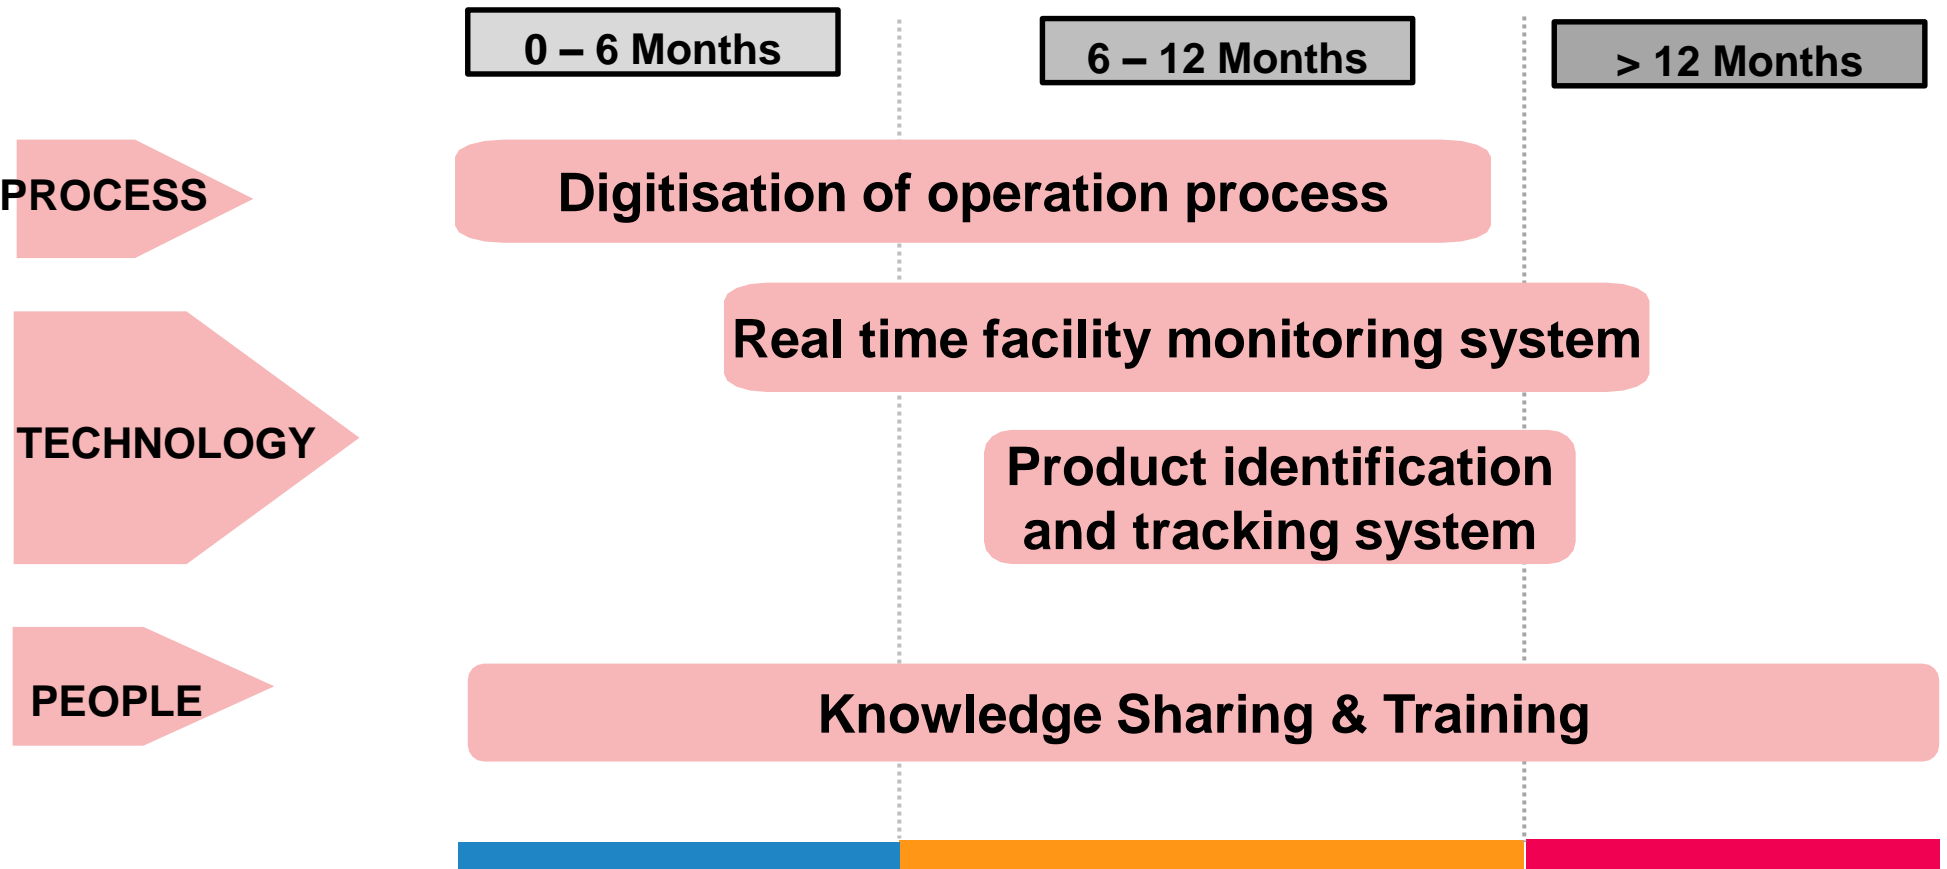 0 – 6 Months
6 – 12 Months
> 12 Months
PROCESS
Digitisation of operation process
Real time facility monitoring system
TECHNOLOGY
Product identification
and tracking system
PEOPLE
Knowledge Sharing & Training